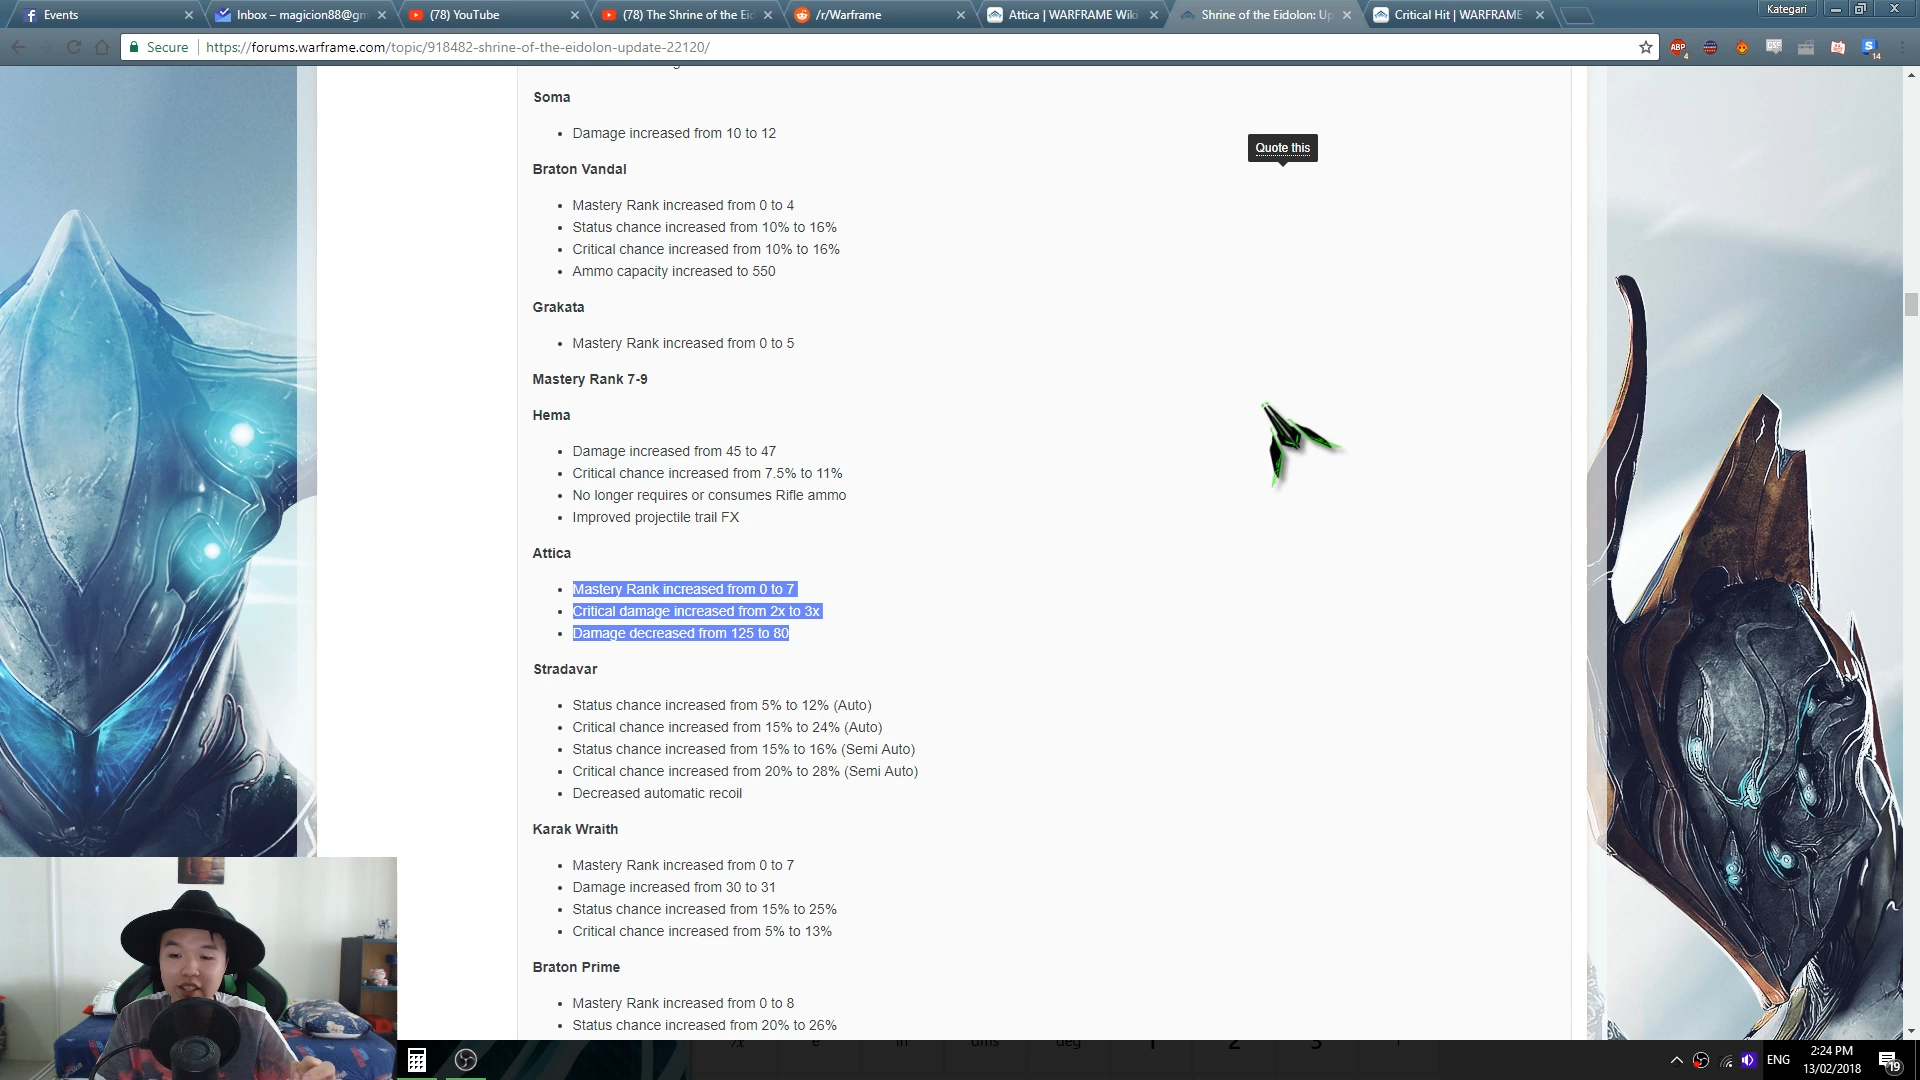 Events
Inbox – magicion88@gm
(78) YouTube
(78) The Shrine of the Eid
/r/Warframe
Attica | WARFRAME Wiki
Shrine of the Eidolon: Up
Critical Hit | WARFRAME
Kategari
Secure
https://forums.warframe.com/topic/918482-shrine-of-the-eidolon-update-22120/
Soma
Damage increased from 10 to 12
Quote this
Braton Vandal
Mastery Rank increased from 0 to 4
Status chance increased from 10% to 16%
Critical chance increased from 10% to 16%
Ammo capacity increased to 550
Grakata
Mastery Rank increased from 0 to 5
Mastery Rank 7-9
Hema
Damage increased from 45 to 47
Critical chance increased from 7.5% to 11%
No longer requires or consumes Rifle ammo
Improved projectile trail FX
Attica
Mastery Rank increased from 0 to 7
Critical damage increased from 2x to 3x
Damage decreased from 125 to 80
Stradavar
Status chance increased from 5% to 12% (Auto)
Critical chance increased from 15% to 24% (Auto)
Status chance increased from 15% to 16% (Semi Auto)
Critical chance increased from 20% to 28% (Semi Auto)
Decreased automatic recoil
Karak Wraith
Mastery Rank increased from 0 to 7
Damage increased from 30 to 31
Status chance increased from 15% to 25%
Critical chance increased from 5% to 13%
Braton Prime
Mastery Rank increased from 0 to 8
Status chance increased from 20% to 26%
ENG
2:24 PM
13/02/2018
19